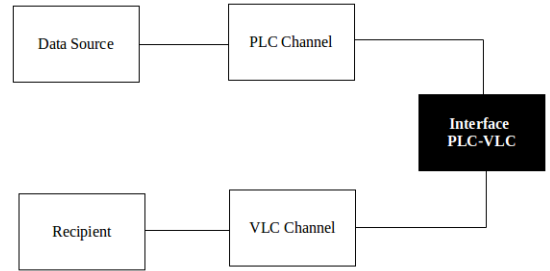 Data Source
PLC Channel
Interface
PLC-VLC
VLC Channel
Recipient